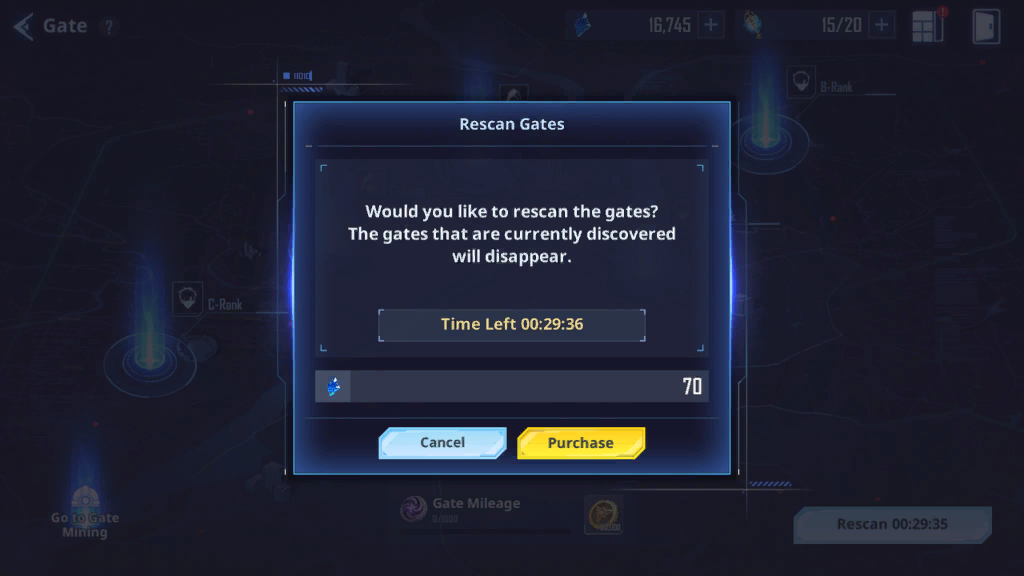 Gate ?
16,745 +
15/20 +
B-Rank
Rescan Gates
Would you like to rescan the gates?
The gates that are currently discovered
will disappear.
C-Rank
Time Left 00:29:36
70
Cancel
Purchase
Gate Mileage
0/1000
Go to Gate
Mining
Rescan 00:29:35